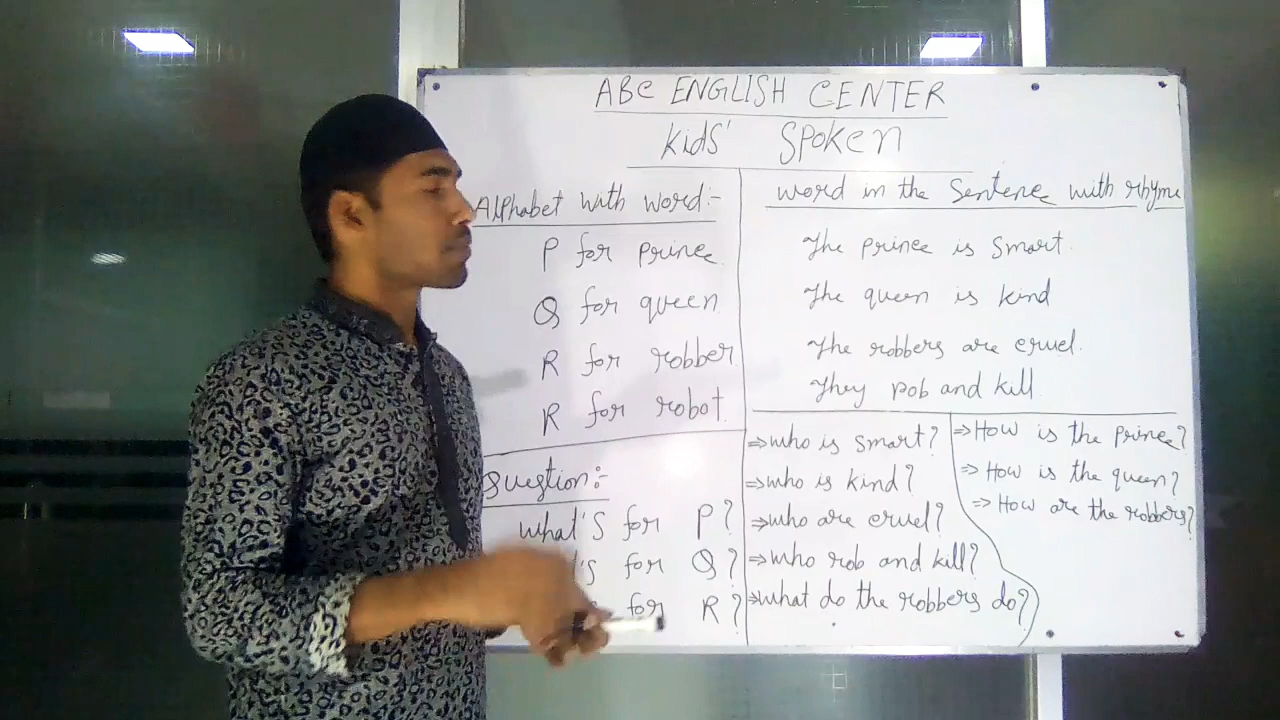 ABC ENGLISH CENTER
Kids' SPOKEN
Alphabet with word:-
P for prince
Q for queen
R for robber
R for robot
Question:-
what's for P?
's for Q?
for R?
word in the Sentence with rhyme
The prince is smart.
The queen is kind
The robbers are cruel.
They rob and kill
⇒who is smart?
⇒who is kind?
⇒who are cruel?
⇒who rob and kill?
⇒what do the robbers do?
⇒How is the prince?
⇒ How is the queen?
⇒ How are the robbers?